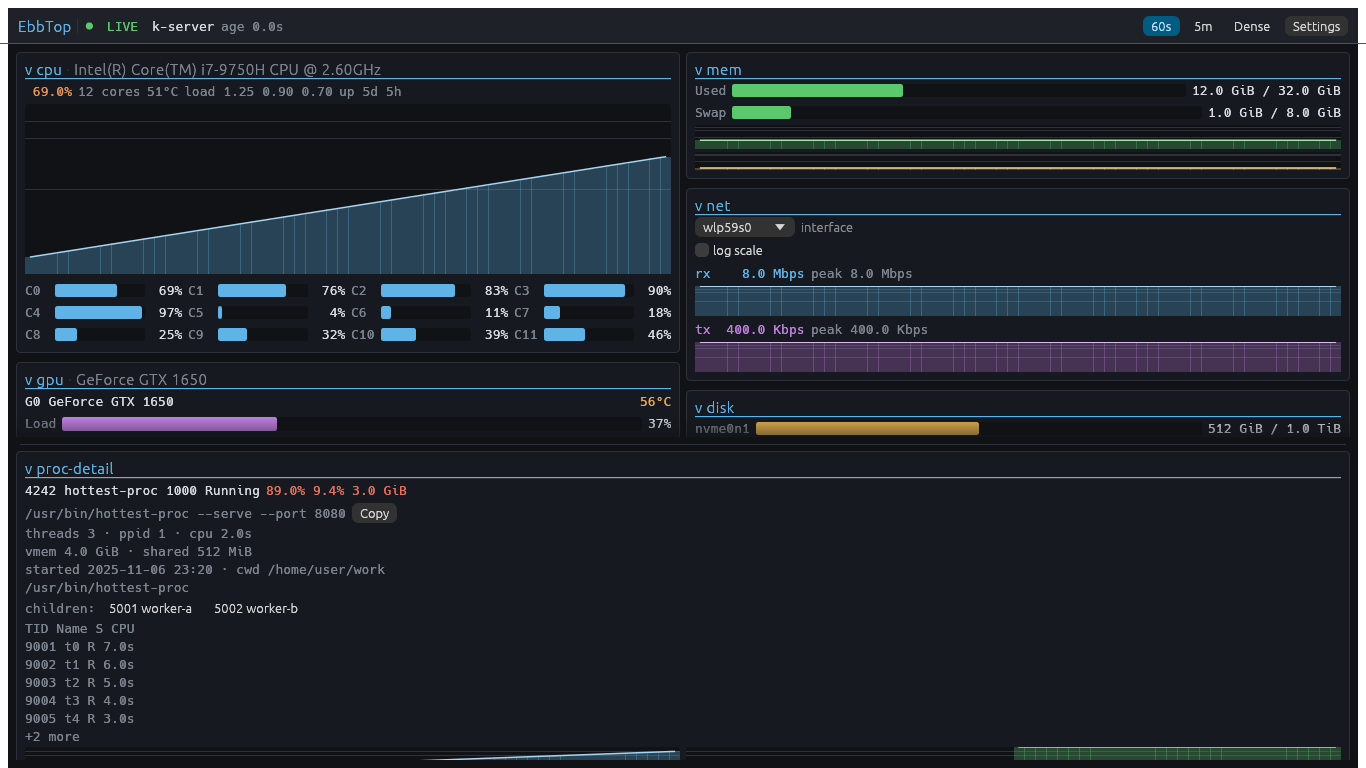 EbbTop LIVE k-server age 0.0s 60s 5m Dense Settings
v cpu · Intel(R) Core(TM) i7-9750H CPU @ 2.60GHz
69.0% 12 cores 51°C load 1.25 0.90 0.70 up 5d 5h
C0 69% C1 76% C2 83% C3 90%
C4 97% C5 4% C6 11% C7 18%
C8 25% C9 32% C10 39% C11 46%
v gpu · GeForce GTX 1650
G0 GeForce GTX 1650 56°C
Load 37%
v mem
Used 12.0 GiB / 32.0 GiB
Swap 1.0 GiB / 8.0 GiB
v net
wlp59s0 interface
log scale
rx 8.0 Mbps peak 8.0 Mbps
tx 400.0 Kbps peak 400.0 Kbps
v disk
nvme0n1 512 GiB / 1.0 TiB
v proc-detail
4242 hottest-proc 1000 Running 89.0% 9.4% 3.0 GiB
/usr/bin/hottest-proc --serve --port 8080 Copy
threads 3 · ppid 1 · cpu 2.0s
vmem 4.0 GiB · shared 512 MiB
started 2025-11-06 23:20 · cwd /home/user/work
/usr/bin/hottest-proc
children: 5001 worker-a 5002 worker-b
TID Name S CPU
9001 t0 R 7.0s
9002 t1 R 6.0s
9003 t2 R 5.0s
9004 t3 R 4.0s
9005 t4 R 3.0s
+2 more